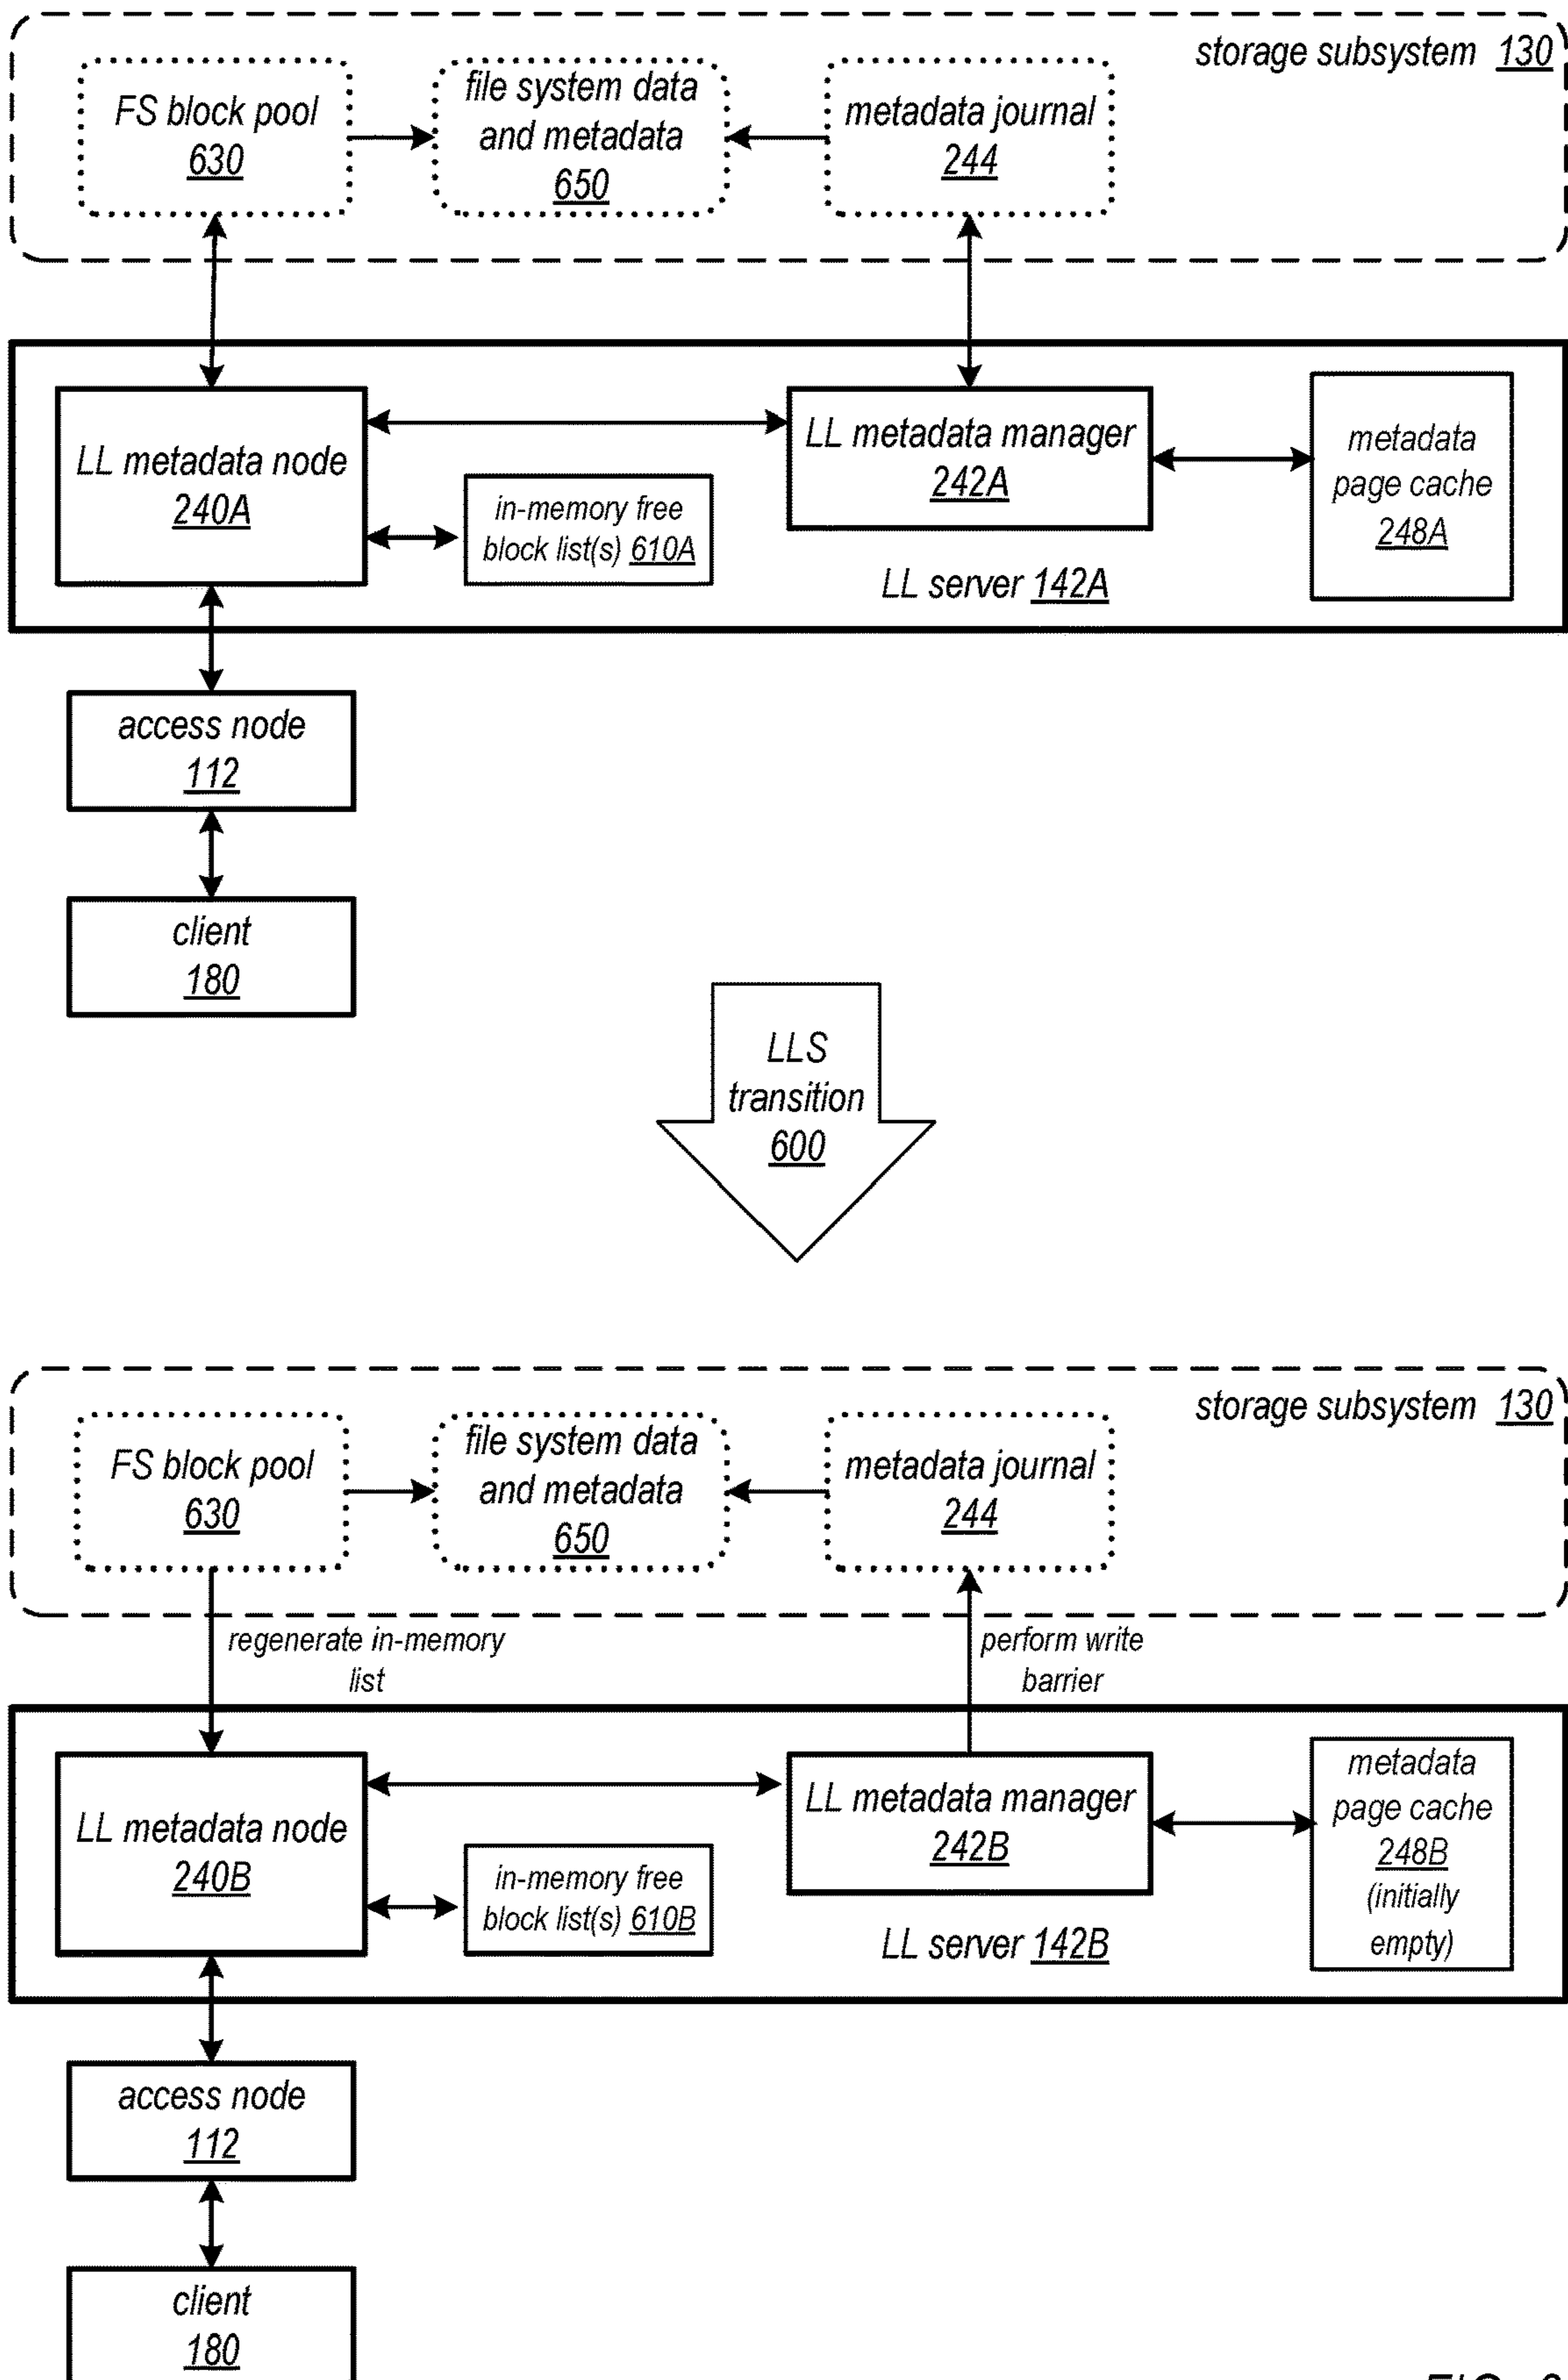 storage subsystem 130
FS block pool
630
file system data
and metadata
650
metadata journal
244
LL metadata node
240A
in-memory free
block list(s) 610A
LL metadata manager
242A
LL server 142A
metadata
page cache
248A
access node
112
client
180
LLS
transition
600
storage subsystem 130
FS block pool
630
file system data
and metadata
650
metadata journal
244
regenerate in-memory
list
perform write
barrier
LL metadata node
240B
in-memory free
block list(s) 610B
LL metadata manager
242B
LL server 142B
metadata
page cache
248B
(initially
empty)
access node
112
client
180